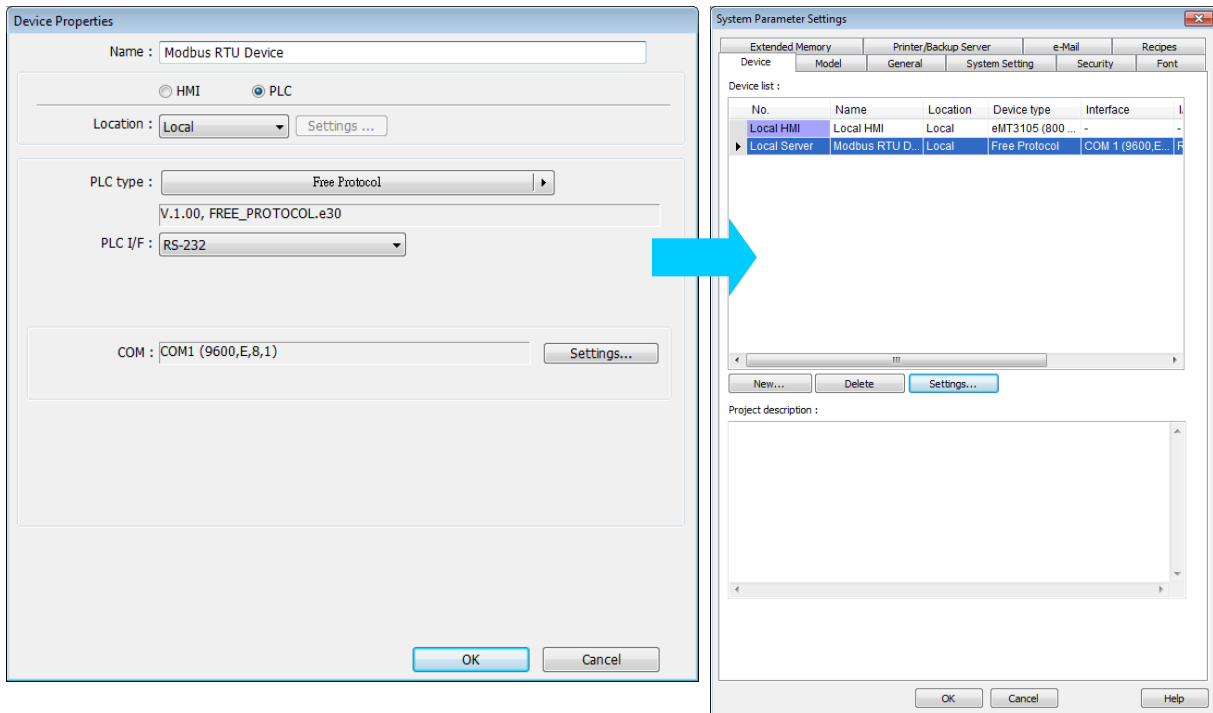 Device Properties
Name : Modbus RTU Device
HMI PLC
Location : Local Settings ...
PLC type : Free Protocol
V.1.00, FREE_PROTOCOL.e30
PLC I/F : RS-232
COM : COM1 (9600,E,8,1) Settings...
OK Cancel
System Parameter Settings
Extended Memory Printer/Backup Server e-Mail Recipes
Device Model General System Setting Security Font
Device list :
No. Name Location Device type Interface
Local HMI Local HMI Local eMT3105 (800 ... - -
Local Server Modbus RTU D... Local Free Protocol COM 1 (9600,E... R
New... Delete Settings...
Project description :
OK Cancel Help